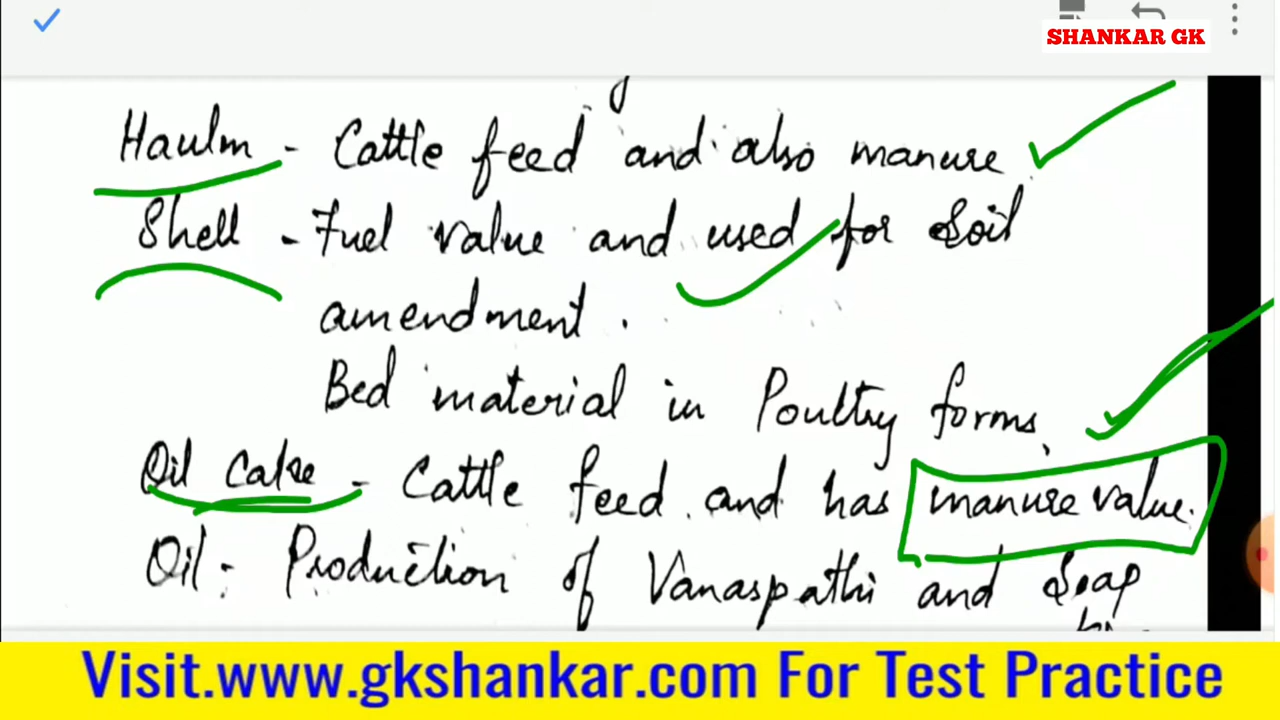 SHANKAR GK
Haulm - Cattle feed and also manure
Shell - Fuel value and used for Soil
amendment.
Bed material in Poultry forms,
Oil Cake - Cattle feed and has manure value.
Oil - Production of Vanaspathi and Soap
Visit.www.gkshankar.com For Test Practice